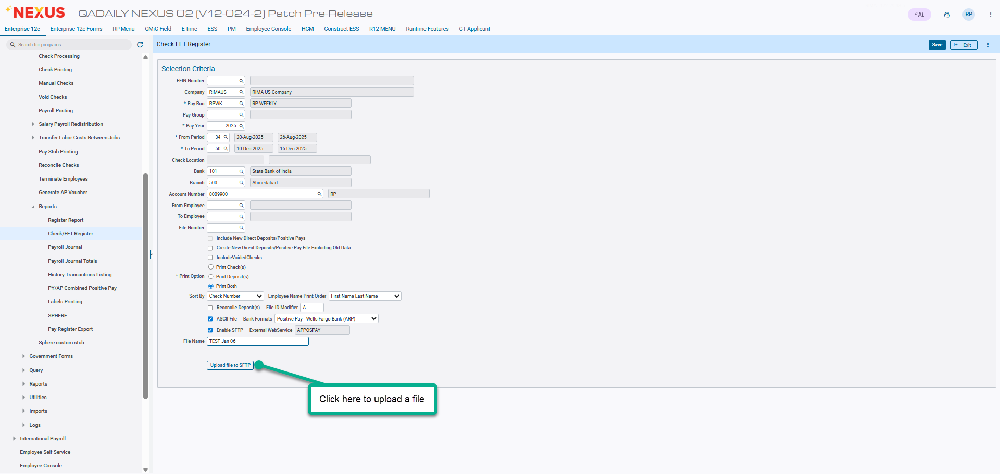 NEXUS
QADAILY NEXUS 02 (V12-024-2) Patch Pre-Release
AI
RP
Enterprise 12c Enterprise 12c Forms RP Menu CMiC Field E-time ESS PM Employee Console HCM Construct ESS R12 MENU Runtime Features CT Applicant
Search for programs...
Check Processing
Check Printing
Manual Checks
Void Checks
Payroll Posting
Salary Payroll Redistribution
Transfer Labor Costs Between Jobs
Pay Stub Printing
Reconcile Checks
Terminate Employees
Generate AP Voucher
Reports
Register Report
Check/EFT Register
Payroll Journal
Payroll Journal Totals
History Transactions Listing
PY/AP Combined Positive Pay
Labels Printing
SPHERE
Pay Register Export
Sphere custom stub
Government Forms
Query
Reports
Utilities
Imports
Logs
International Payroll
Employee Self Service
Employee Console
Check EFT Register
Save
Exit
Selection Criteria
FEIN Number
Company RIMAUS RIMA US Company
* Pay Run RPWK RP WEEKLY
Pay Group
* Pay Year 2025
* From Period 34 20-Aug-2025 26-Aug-2025
* To Period 50 10-Dec-2025 16-Dec-2025
Check Location
Bank 101 State Bank of India
Branch 500 Ahmedabad
Account Number 8009900 RP
From Employee
To Employee
File Number
Include New Direct Deposits/Positive Pays
Create New Direct Deposits/Positive Pay File Excluding Old Data
IncludeVoidedChecks
Print Check(s)
* Print Option Print Deposit(s)
Print Both
Sort By Check Number Employee Name Print Order First Name Last Name
Reconcile Deposit(s) File ID Modifier A
ASCII File Bank Formats Positive Pay - Wells Fargo Bank (ARP)
Enable SFTP External WebService APPOSPAY
File Name TEST Jan 06
Upload file to SFTP
Click here to upload a file